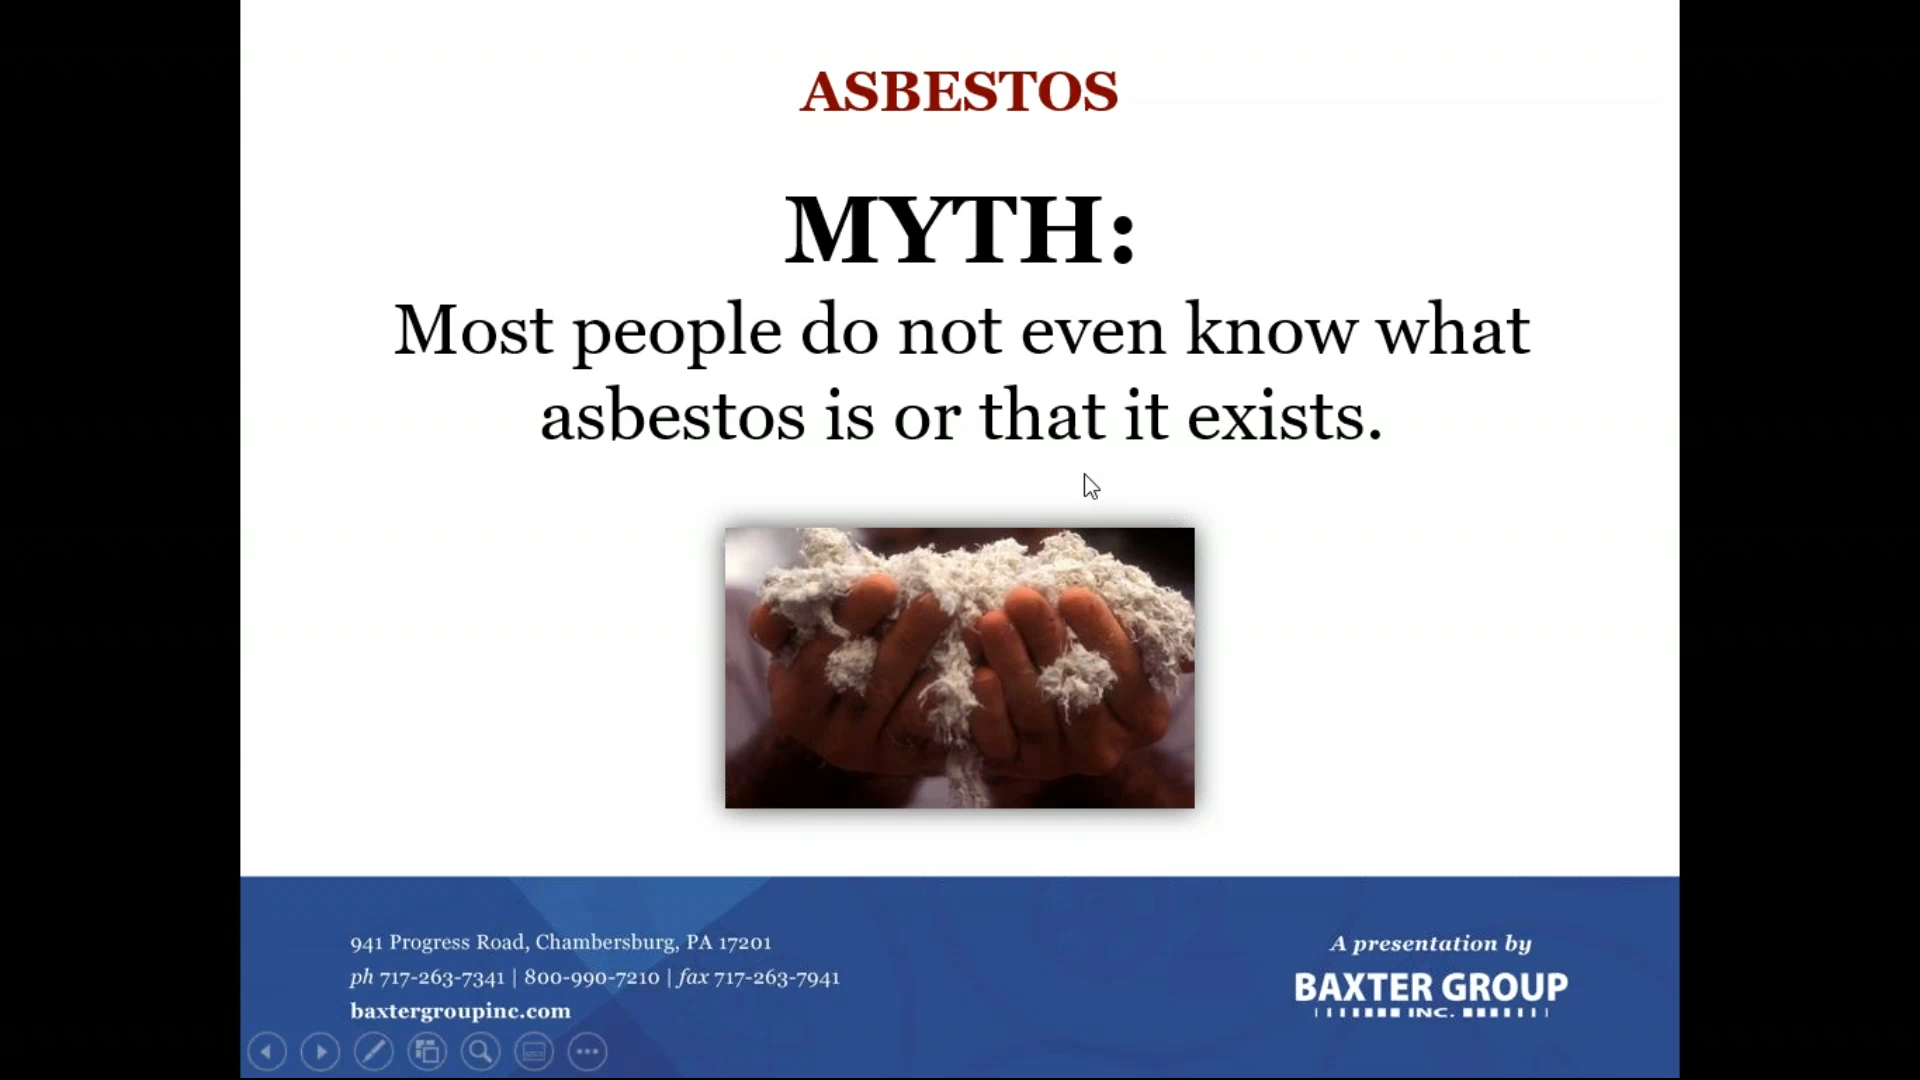 ASBESTOS
MYTH:
Most people do not even know what
asbestos is or that it exists.
941 Progress Road, Chambersburg, PA 17201
ph 717-263-7341 | 800-990-7210 | fax 717-263-7941
baxtergroupinc.com
A presentation by
BAXTER GROUP
INC.